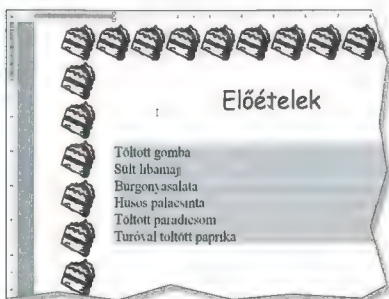 Előételek
Töltött gomba
Sült libamáj
Burgonyasaláta
Húsos palacsinta
Töltött paradicsom
Túróval töltött paprika